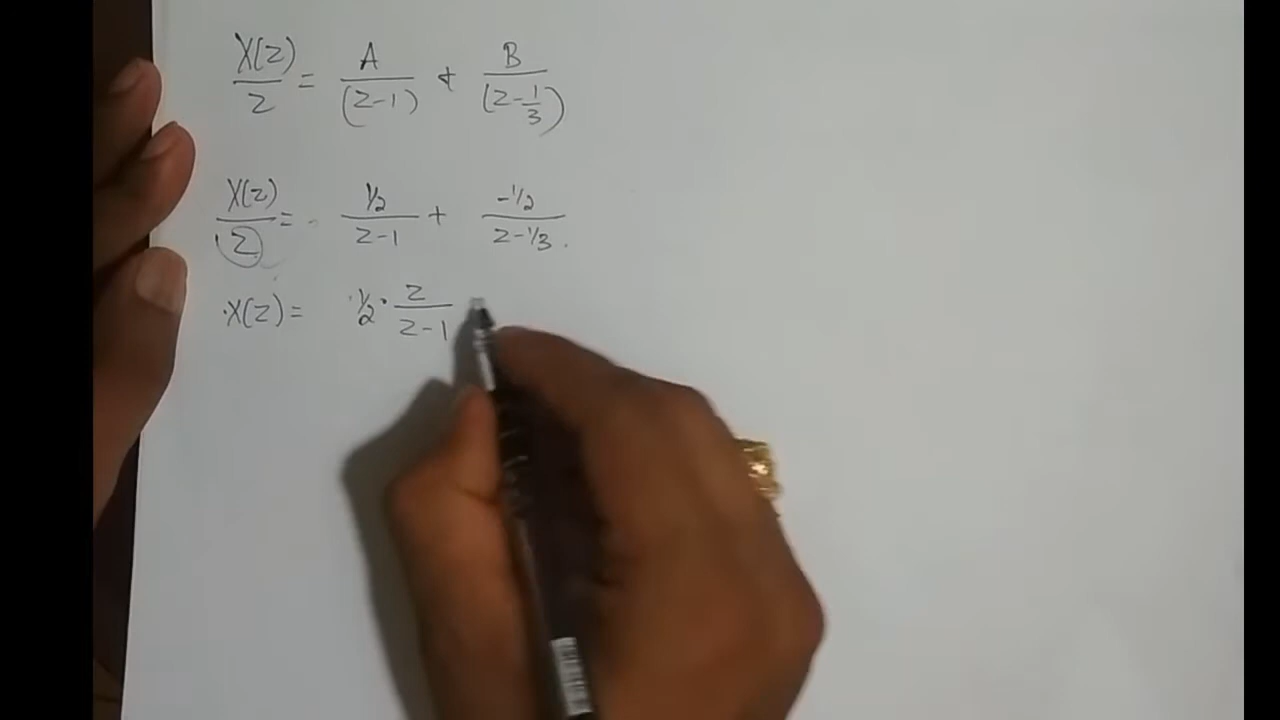 X(z)/z = A/(z-1) + B/(z-1/3)
X(z)/z = 1/2/z-1 + -1/2/z-1/3
X(z) = 1/2 · z/z-1